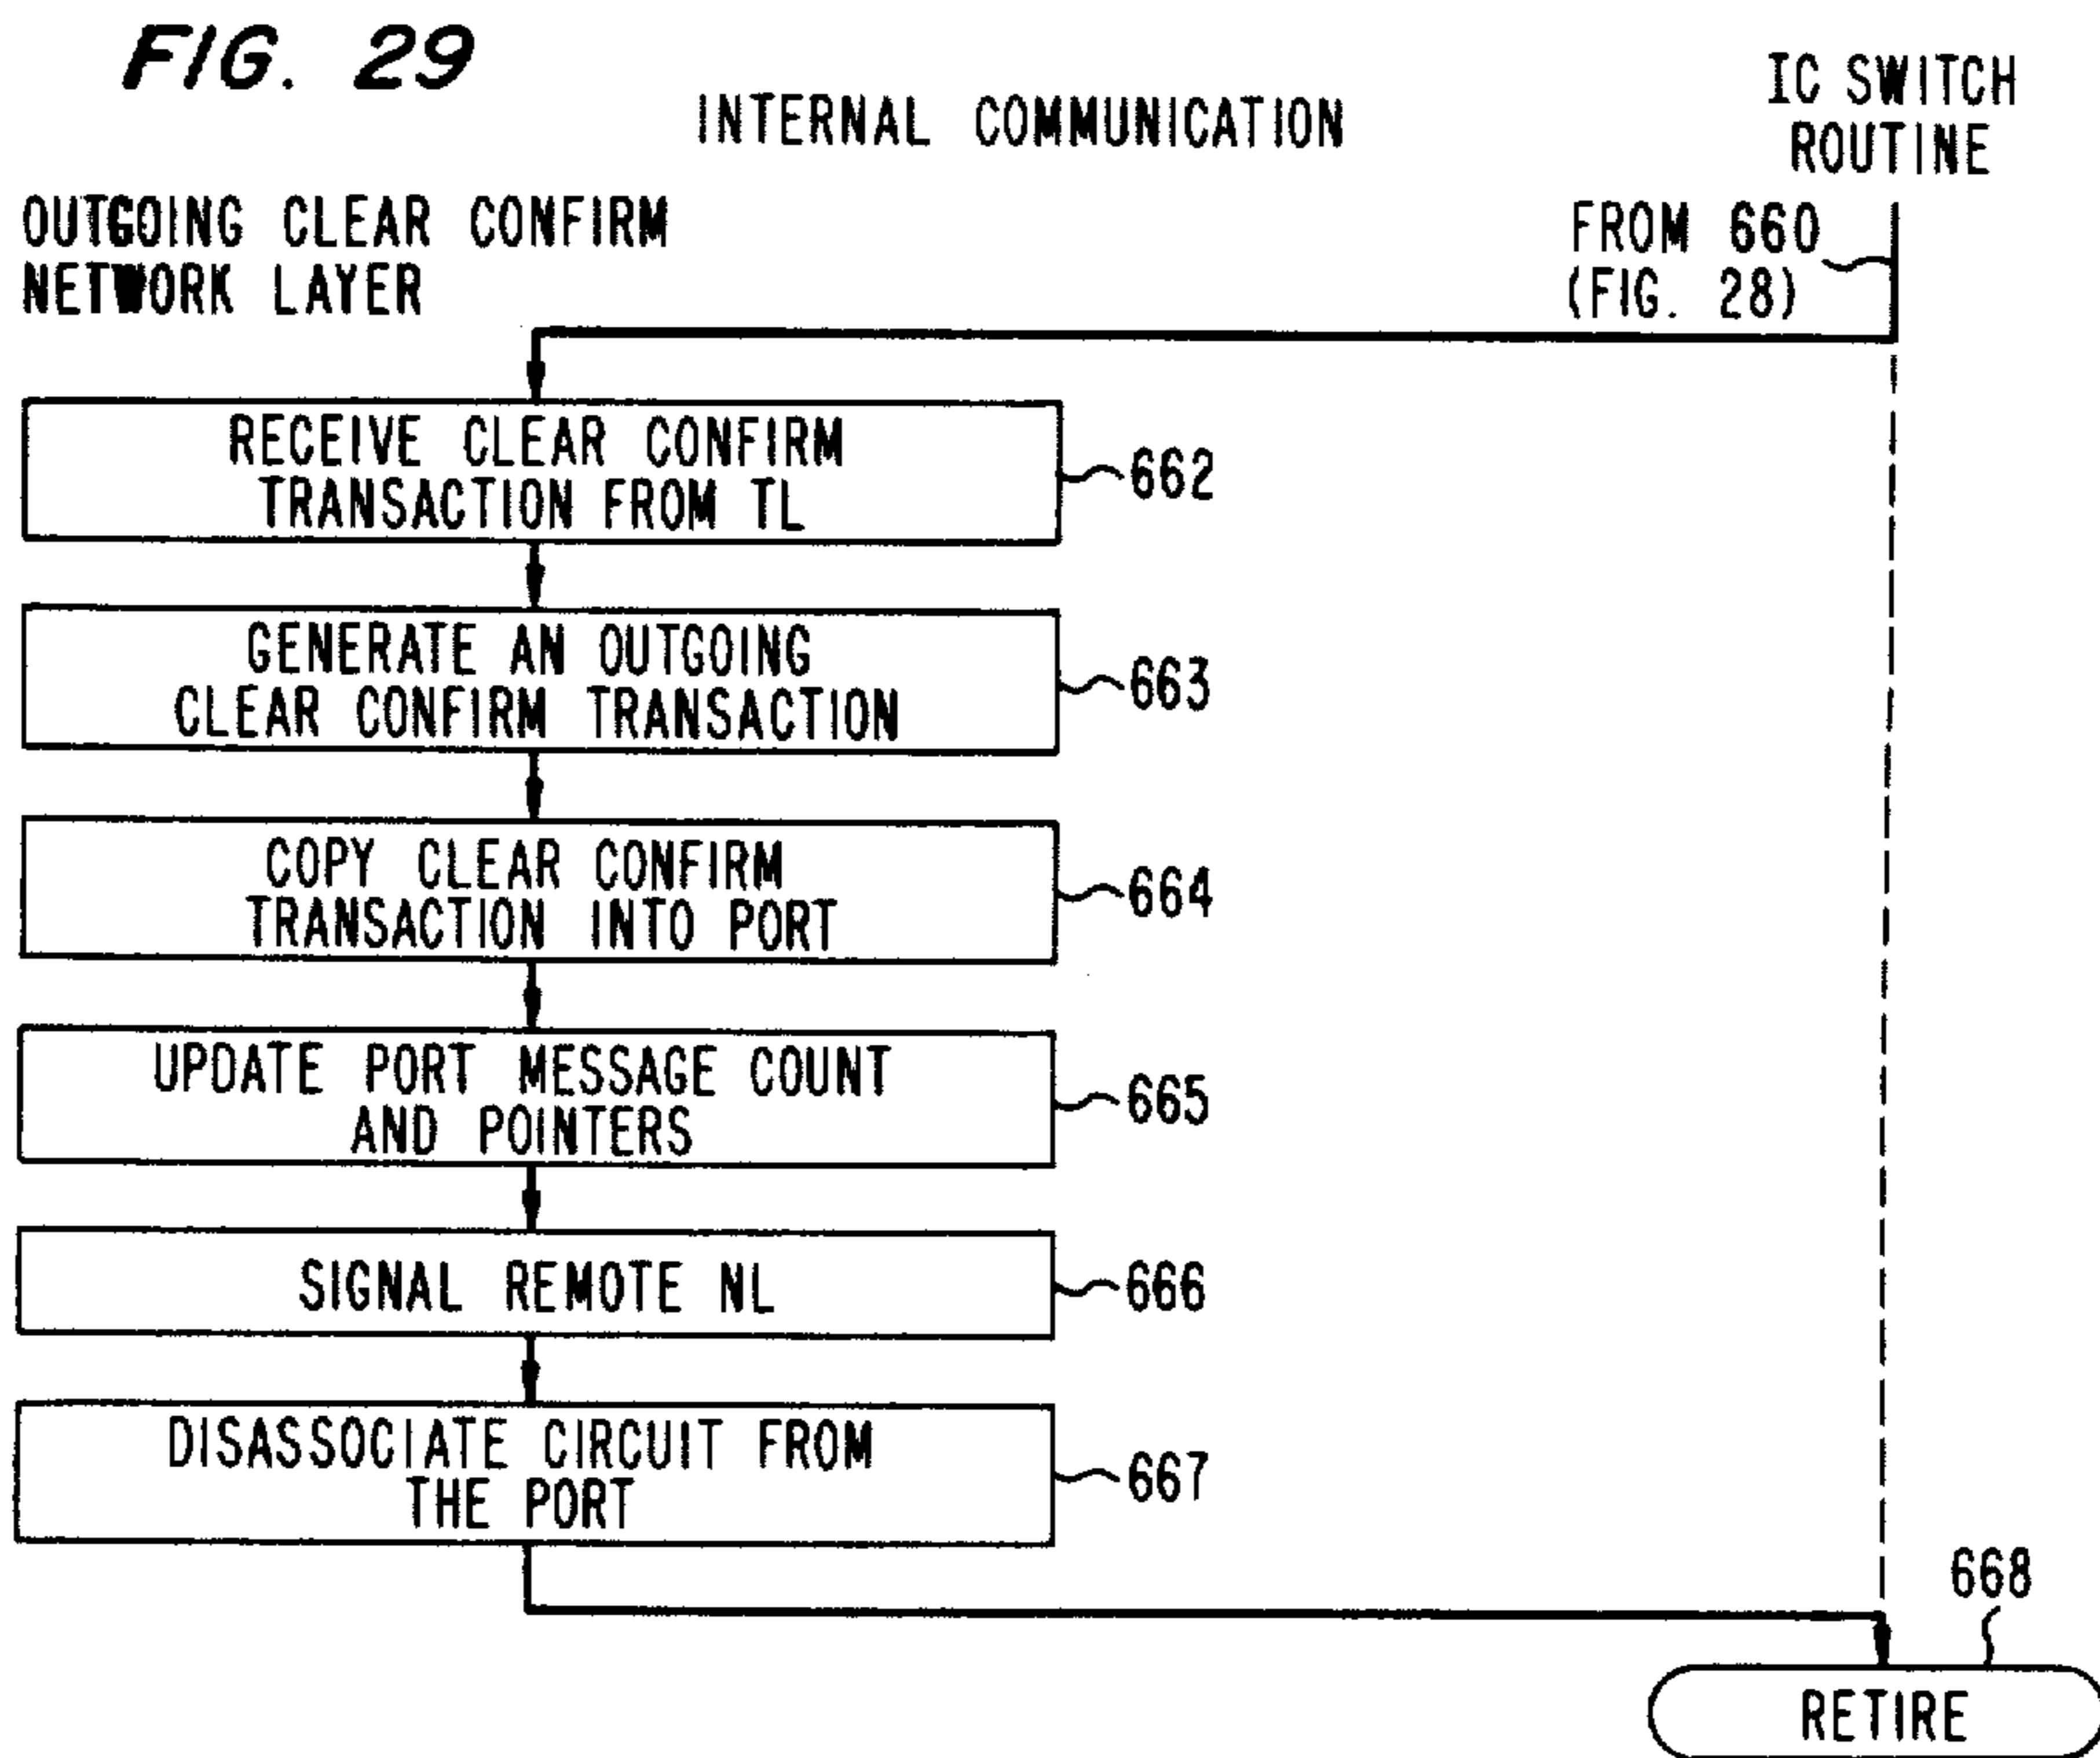 FIG. 29
INTERNAL COMMUNICATION
IC SWITCH
ROUTINE
OUTGOING CLEAR CONFIRM
NETWORK LAYER
FROM 660
(FIG. 28)
RECEIVE CLEAR CONFIRM
TRANSACTION FROM TL
662
GENERATE AN OUTGOING
CLEAR CONFIRM TRANSACTION
663
COPY CLEAR CONFIRM
TRANSACTION INTO PORT
664
UPDATE PORT MESSAGE COUNT
AND POINTERS
665
SIGNAL REMOTE NL
666
DISASSOCIATE CIRCUIT FROM
THE PORT
667
668
RETIRE